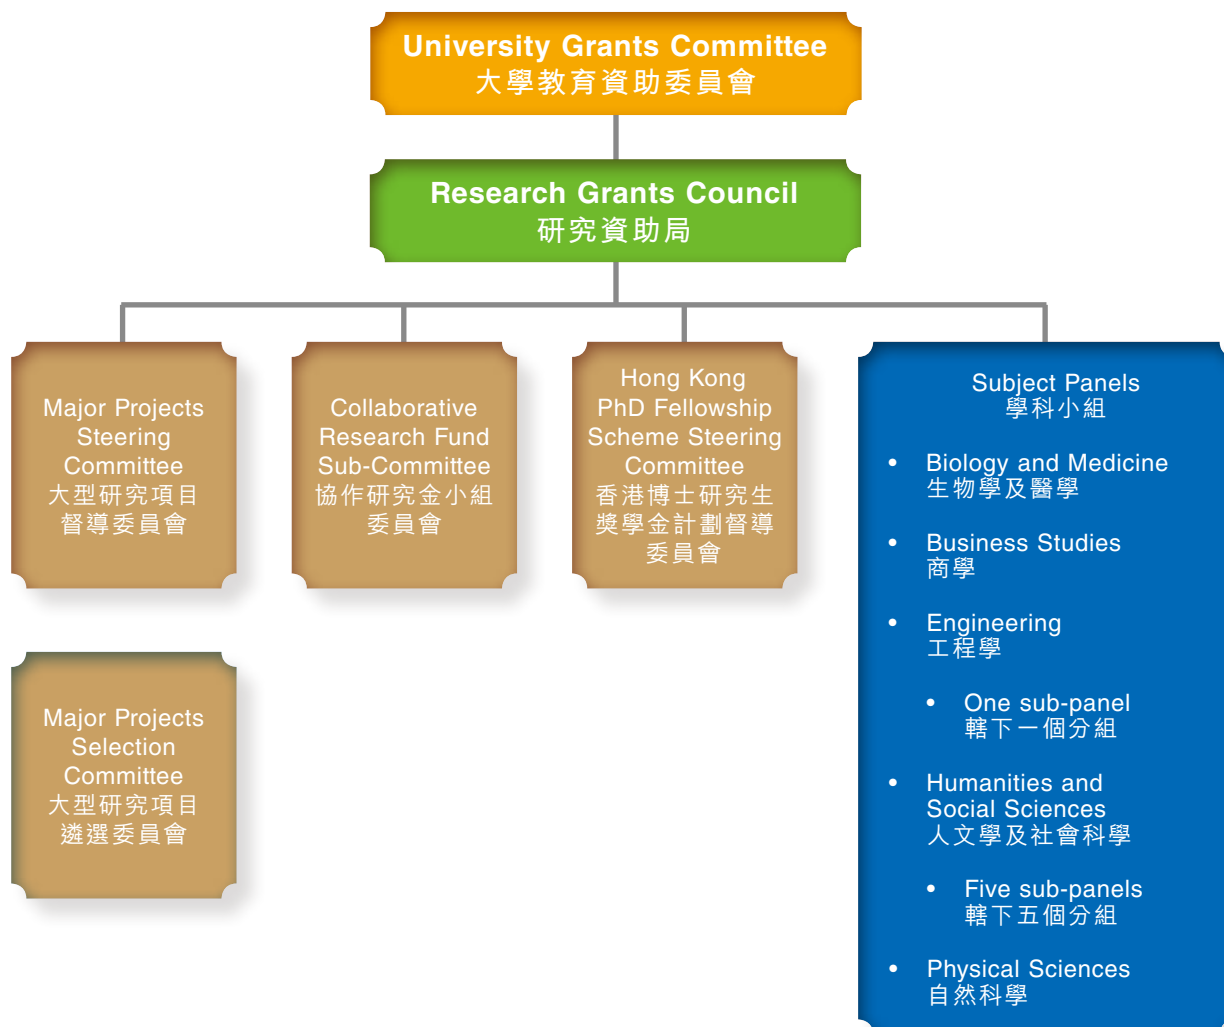 University Grants Committee
大學教育資助委員會
Research Grants Council
研究資助局
Major Projects
Steering
Committee
大型研究項目
督導委員會
Collaborative
Research Fund
Sub-Committee
協作研究金小組
委員會
Hong Kong
PhD Fellowship
Scheme Steering
Committee
香港博士研究生
獎學金計劃督導
委員會
Major Projects
Selection
Committee
大型研究項目
遴選委員會
Subject Panels
學科小組
• Biology and Medicine
生物學及醫學
• Business Studies
商學
• Engineering
工程學
• One sub-panel
轄下一個分組
• Humanities and
Social Sciences
人文學及社會科學
• Five sub-panels
轄下五個分組
• Physical Sciences
自然科學